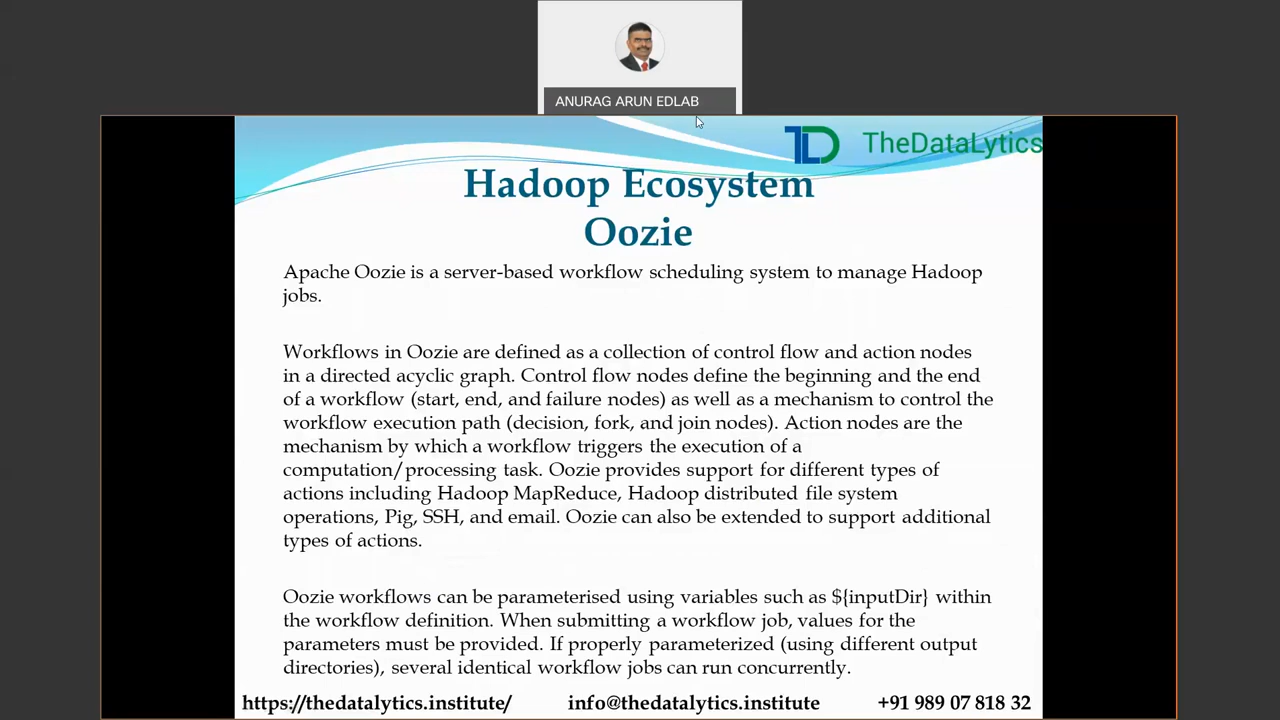 ANURAG ARUN EDLAB
TheDataLytics
Hadoop Ecosystem
Oozie
Apache Oozie is a server-based workflow scheduling system to manage Hadoop
jobs.
Workflows in Oozie are defined as a collection of control flow and action nodes
in a directed acyclic graph. Control flow nodes define the beginning and the end
of a workflow (start, end, and failure nodes) as well as a mechanism to control the
workflow execution path (decision, fork, and join nodes). Action nodes are the
mechanism by which a workflow triggers the execution of a
computation/processing task. Oozie provides support for different types of
actions including Hadoop MapReduce, Hadoop distributed file system
operations, Pig, SSH, and email. Oozie can also be extended to support additional
types of actions.
Oozie workflows can be parameterised using variables such as ${inputDir} within
the workflow definition. When submitting a workflow job, values for the
parameters must be provided. If properly parameterized (using different output
directories), several identical workflow jobs can run concurrently.
https://thedatalytics.institute/ info@thedatalytics.institute +91 989 07 818 32